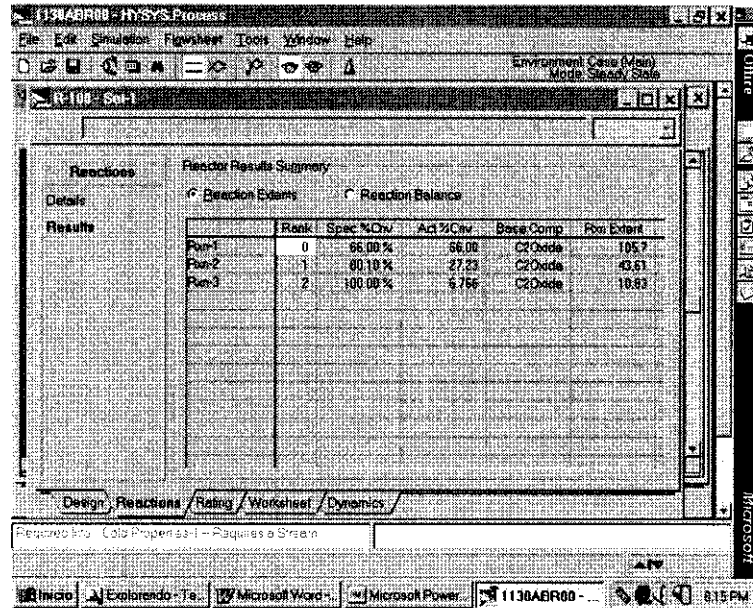 1130ABR00 - HYSYS.Process
File Edit Simulation Flowsheet Tools Window Help
Environment: Case (Main)
Mode: Steady State
R-100 - Set-1
Reactions
Details
Results
Reactor Results Summary
Reaction Extents Reaction Balance
Rank Spec %Cnv Act %Cnv Base Comp Rxn Extent
Rxn-1 0 66.00 % 66.00 C2Oxide 105.7
Rxn-2 1 80.10 % 27.23 C2Oxide 43.61
Rxn-3 2 100.00 % 6.766 C2Oxide 10.83
Design Reactions Rating Worksheet Dynamics
Required Info : Cold Properties-1 -- Requires a Stream
Microsoft
Inicio Explorando - Te.. Microsoft Word -.. Microsoft Power.. 1130ABR00 - ... 8:15 PM